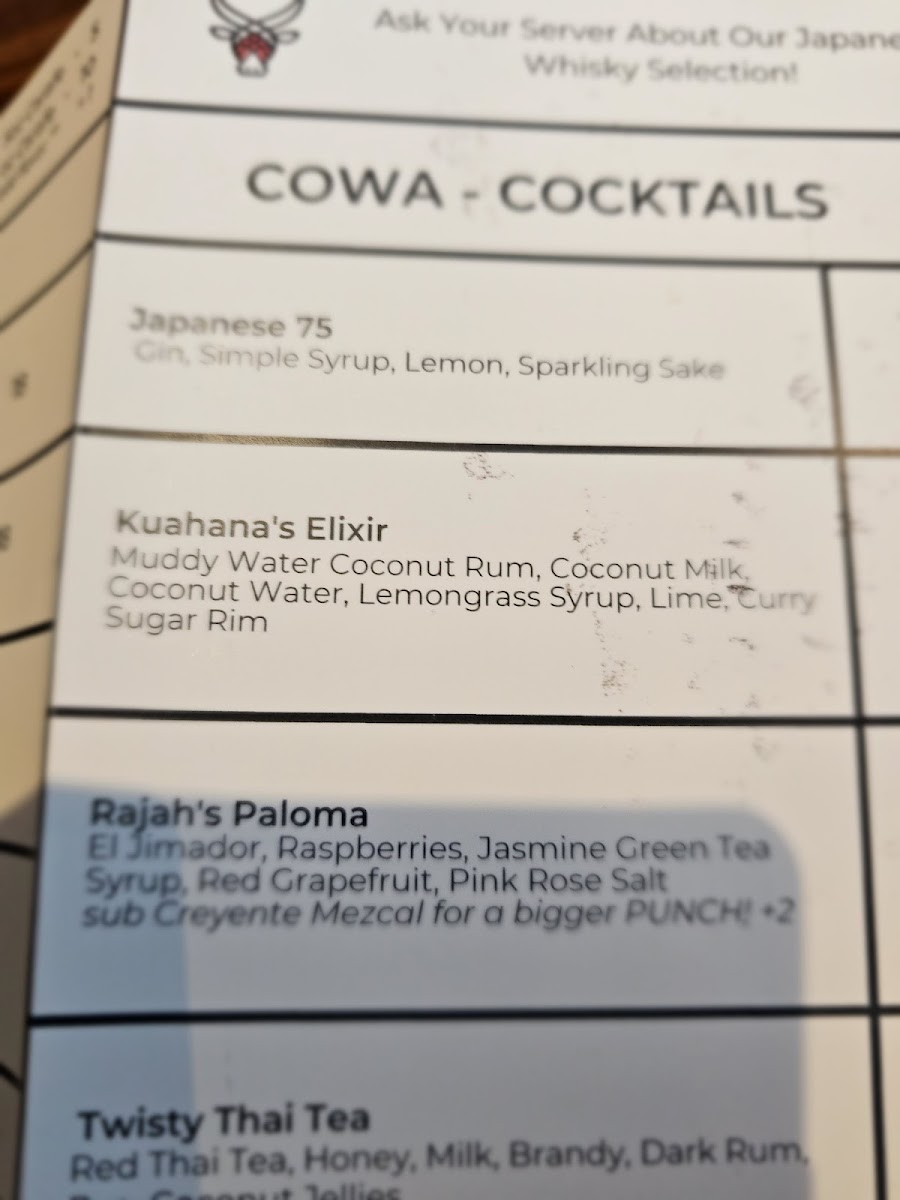 Ask Your Server About Our Japane
Whisky Selection!
COWA - COCKTAILS
Japanese 75
Gin, Simple Syrup, Lemon, Sparkling Sake
Kuahana's Elixir
Muddy Water Coconut Rum, Coconut Milk,
Coconut Water, Lemongrass Syrup, Lime, Curry
Sugar Rim
Rajah's Paloma
El Jimador, Raspberries, Jasmine Green Tea
Syrup, Red Grapefruit, Pink Rose Salt
sub Creyente Mezcal for a bigger PUNCH! +2
Twisty Thai Tea
Red Thai Tea, Honey, Milk, Brandy, Dark Rum,
Coconut Jellies